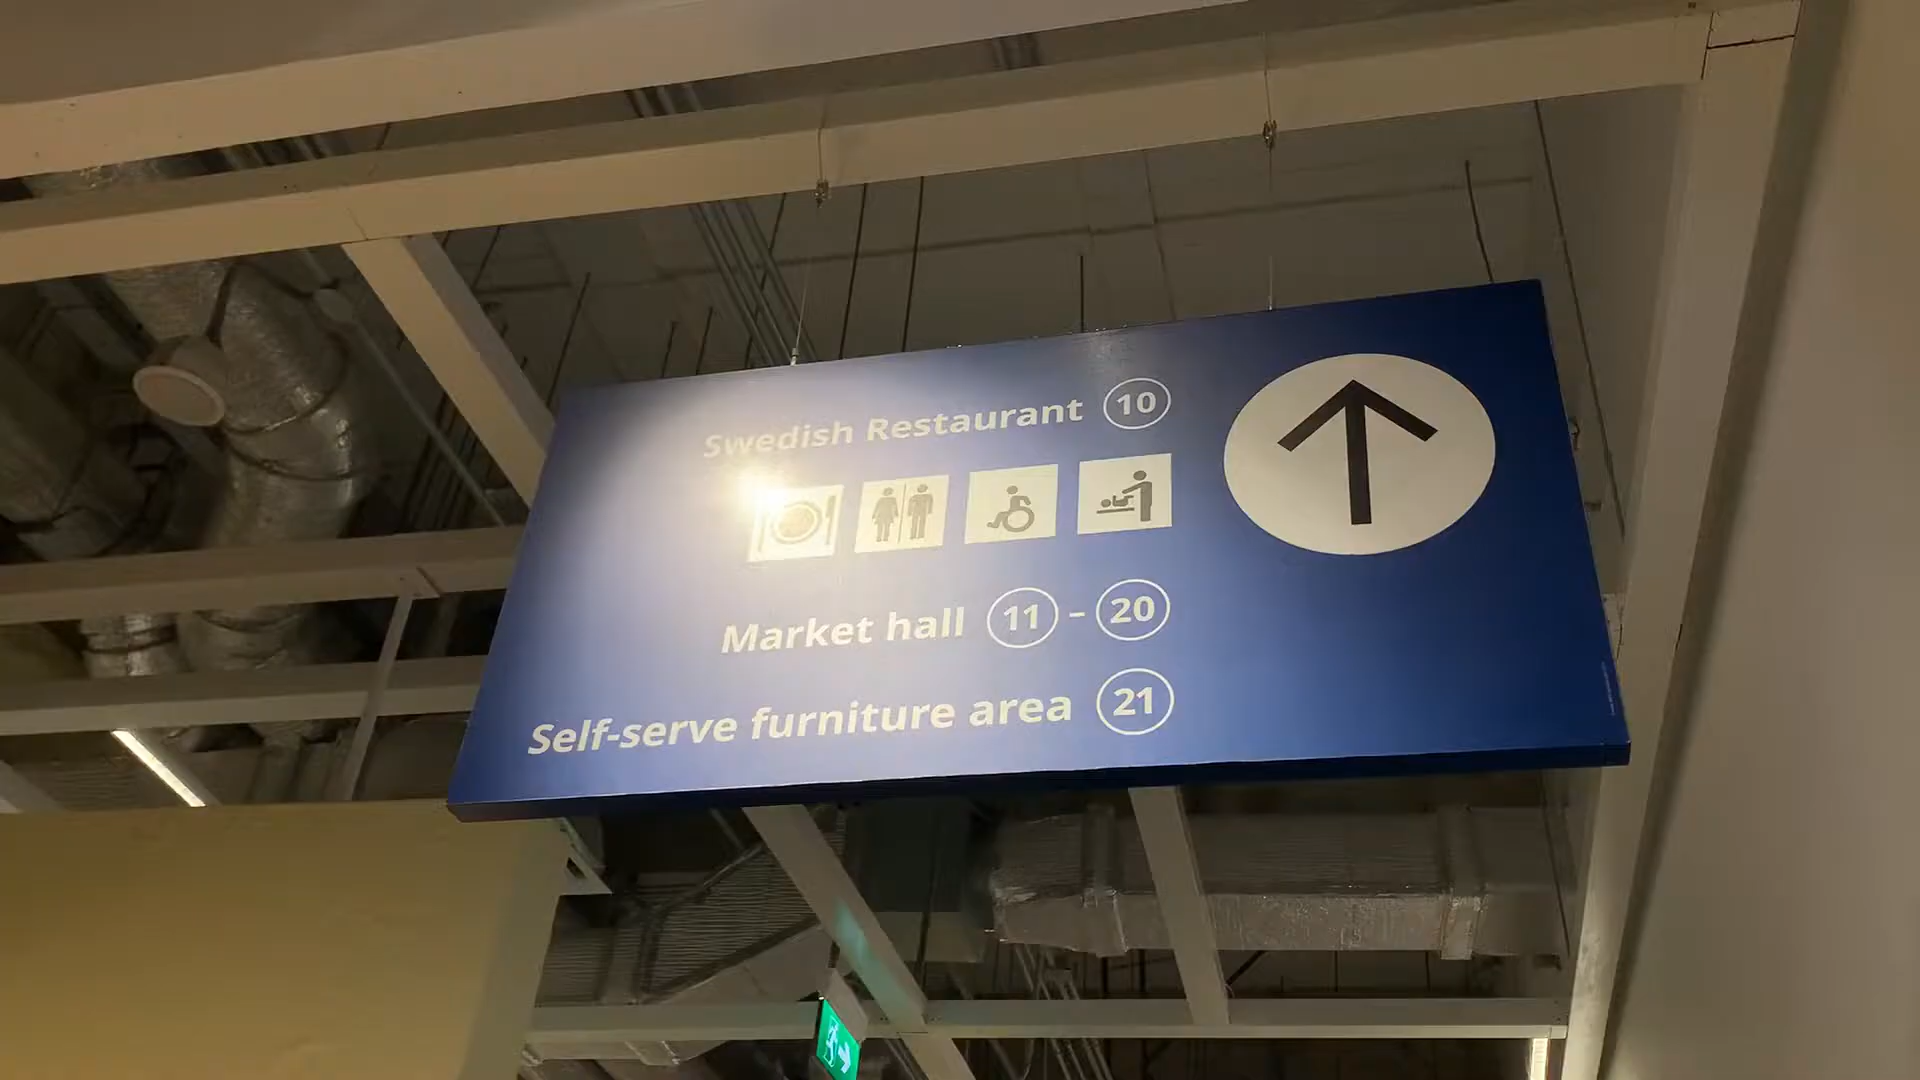 Swedish Restaurant 10
Market hall 11 – 20
Self-serve furniture area 21